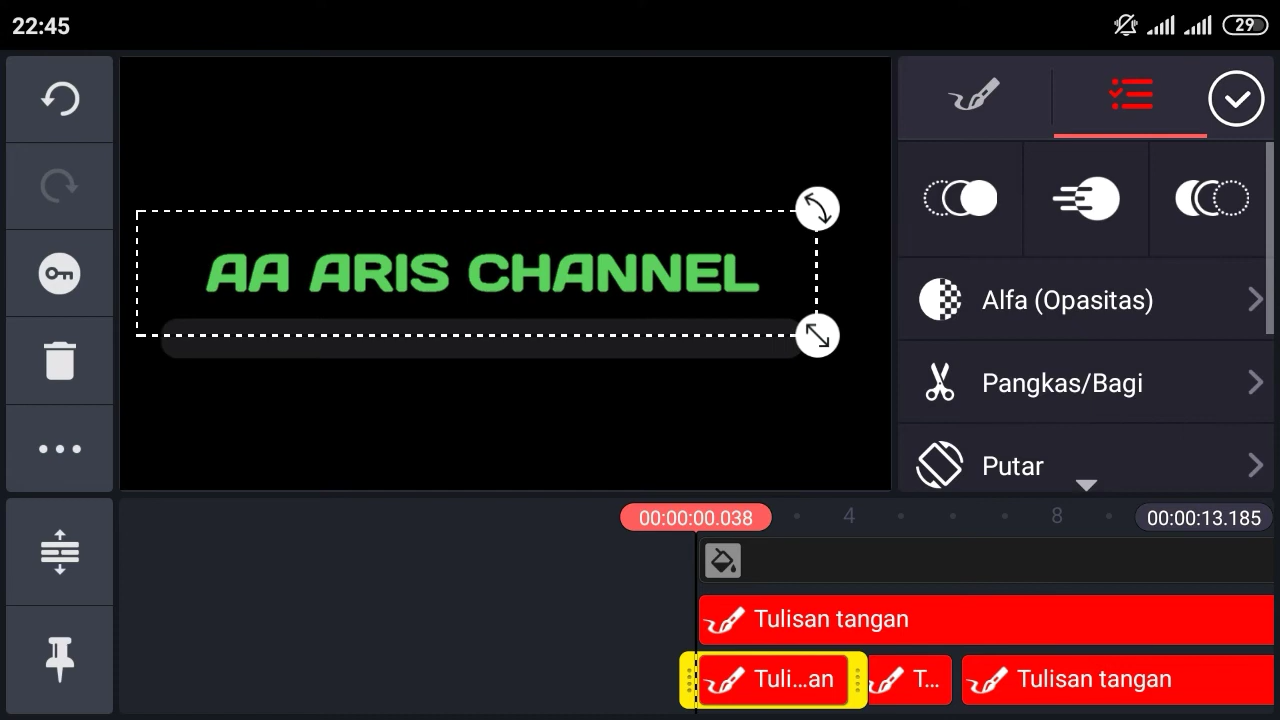 22:45
29
AA ARIS CHANNEL
Alfa (Opasitas)
Pangkas/Bagi
Putar
00:00:00.038
4
8
00:00:13.185
Tulisan tangan
Tuli...an
T...
Tulisan tangan